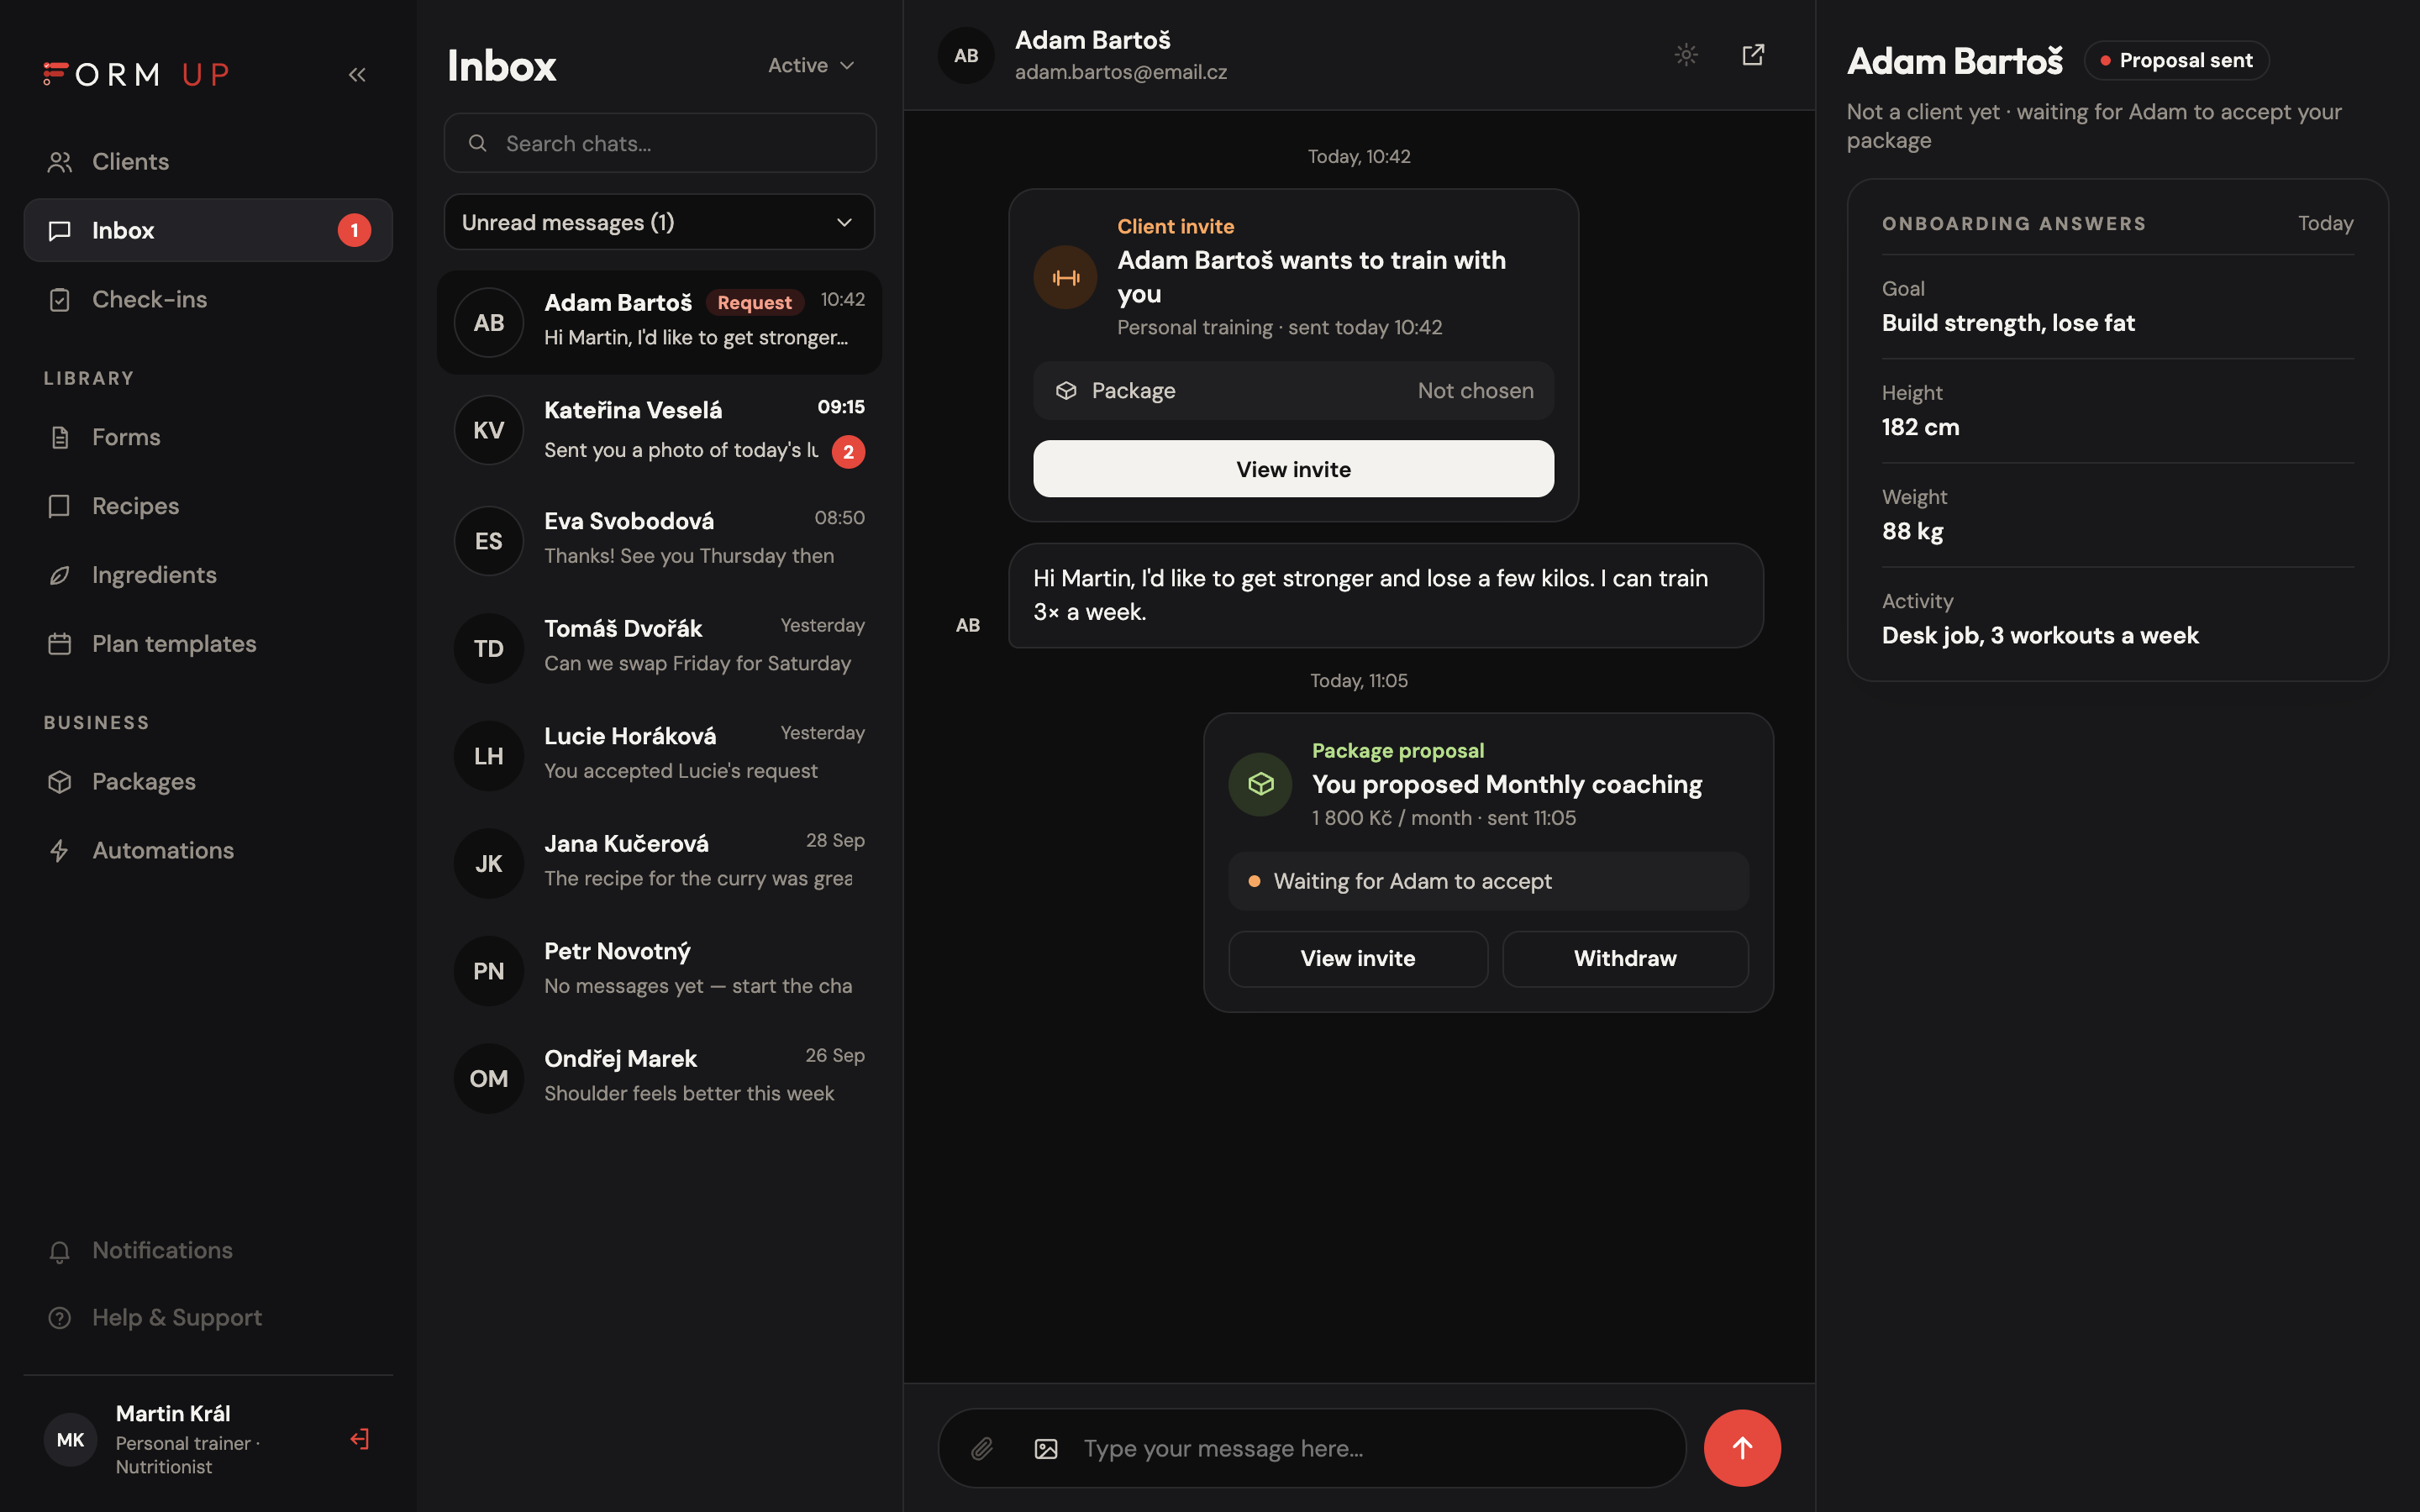 FORM UP
Clients
Inbox
1
Check-ins
LIBRARY
Forms
Recipes
Ingredients
Plan templates
BUSINESS
Packages
Automations
Notifications
Help & Support
MK
Martin Král
Personal trainer ·
Nutritionist
Inbox
Active
Search chats...
Unread messages (1)
AB
Adam Bartoš
Request
10:42
Hi Martin, I'd like to get stronger...
KV
Kateřina Veselá
09:15
Sent you a photo of today's lu
2
ES
Eva Svobodová
08:50
Thanks! See you Thursday then
TD
Tomáš Dvořák
Yesterday
Can we swap Friday for Saturday
LH
Lucie Horáková
Yesterday
You accepted Lucie's request
JK
Jana Kučerová
28 Sep
The recipe for the curry was grea
PN
Petr Novotný
No messages yet — start the cha
OM
Ondřej Marek
26 Sep
Shoulder feels better this week
AB
Adam Bartoš
adam.bartos@email.cz
Today, 10:42
Client invite
Adam Bartoš wants to train with
you
Personal training · sent today 10:42
Package
Not chosen
View invite
AB
Hi Martin, I'd like to get stronger and lose a few kilos. I can train
3× a week.
Today, 11:05
Package proposal
You proposed Monthly coaching
1 800 Kč / month · sent 11:05
Waiting for Adam to accept
View invite
Withdraw
Type your message here...
Adam Bartoš
Proposal sent
Not a client yet · waiting for Adam to accept your
package
ONBOARDING ANSWERS
Today
Goal
Build strength, lose fat
Height
182 cm
Weight
88 kg
Activity
Desk job, 3 workouts a week